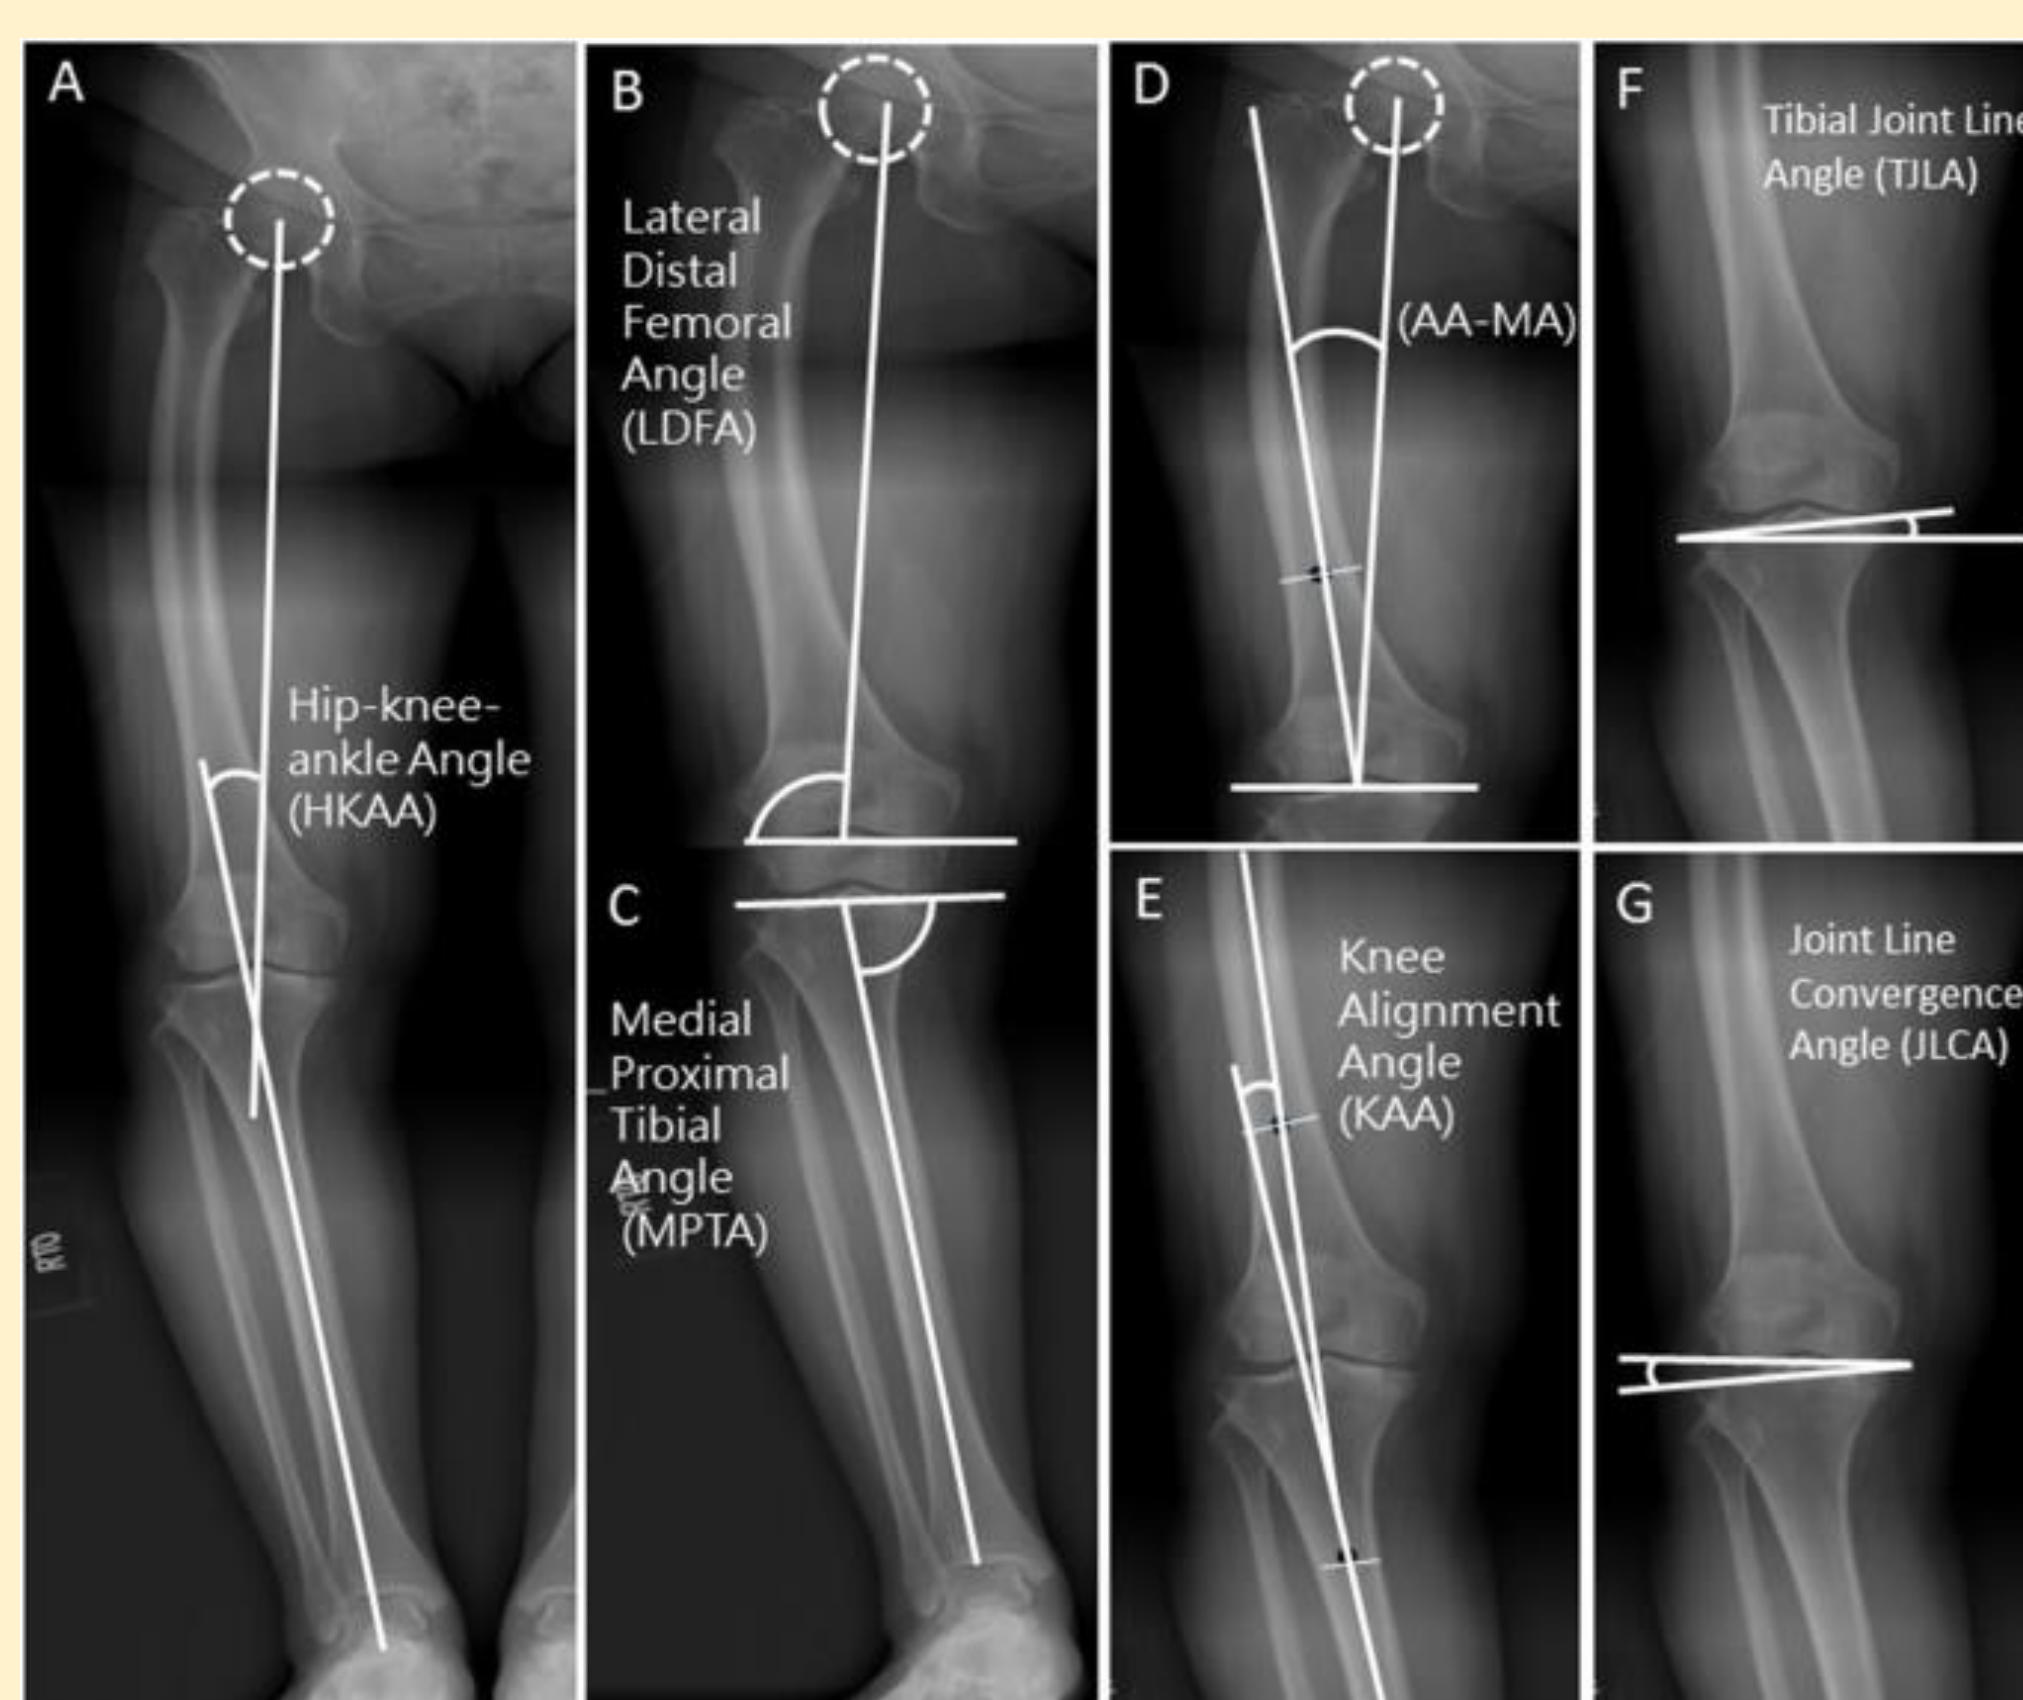 A
Hip-knee-
ankle Angle
(HKAA)
B
Lateral
Distal
Femoral
Angle
(LDFA)
C
Medial
Proximal
Tibial
Angle
(MPTA)
D
(AA-MA)
E
Knee
Alignment
Angle
(KAA)
F
Tibial Joint Line
Angle (TJLA)
G
Joint Line
Convergence
Angle (JLCA)